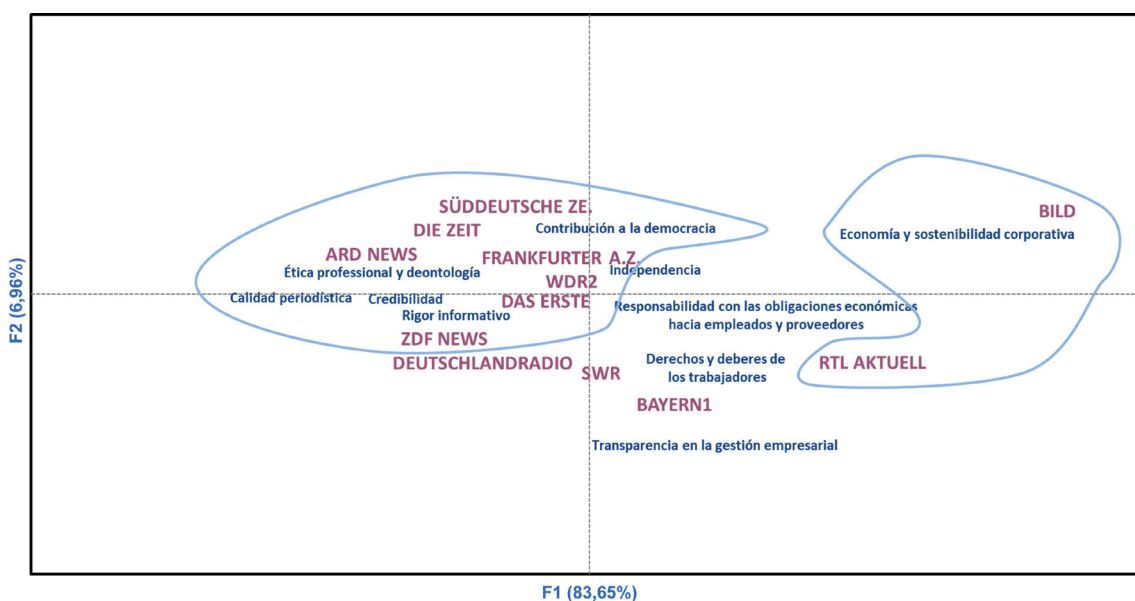 SÜDDEUTSCHE ZE.
BILD
DIE ZEIT
Contribución a la democracia
Economía y sostenibilidad corporativa
ARD NEWS
FRANKFURTER A.Z.
Ética professional y deontología
Independencia
WDR2
Calidad periodística
Credibilidad
DAS ERSTE
Rigor informativo
Responsabilidad con las obligaciones económicas
hacia empleados y proveedores
ZDF NEWS
DEUTSCHLANDRADIO
SWR
Derechos y deberes de
los trabajadores
RTL AKTUELL
BAYERN1
Transparencia en la gestión empresarial
F2 (6,96%)
F1 (83,65%)